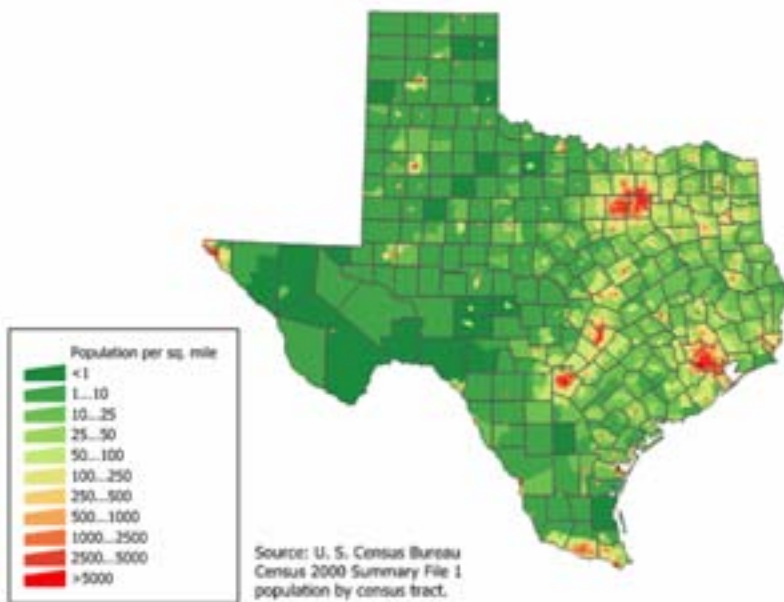 Population per sq. mile
<1
1...10
10...25
25...50
50...100
100...250
250...500
500...1000
1000...2500
2500...5000
>5000
Source: U. S. Census Bureau
Census 2000 Summary File 1
population by census tract.